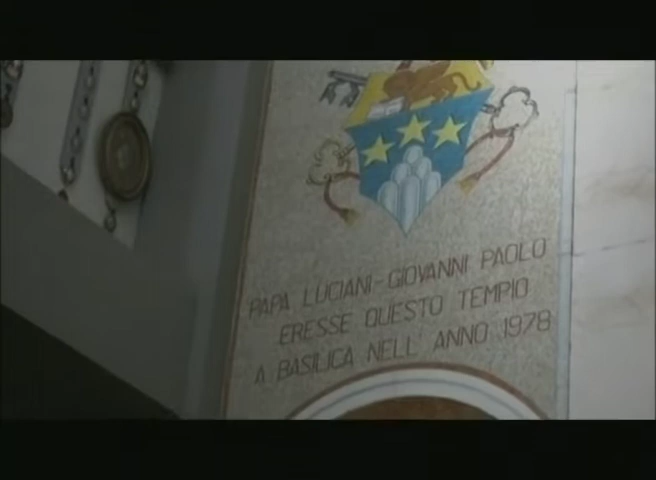 PAPA LUCIANI-GIOVANNI PAOLO
ERESSE QUESTO TEMPIO
A BASILICA NELL' ANNO 1978